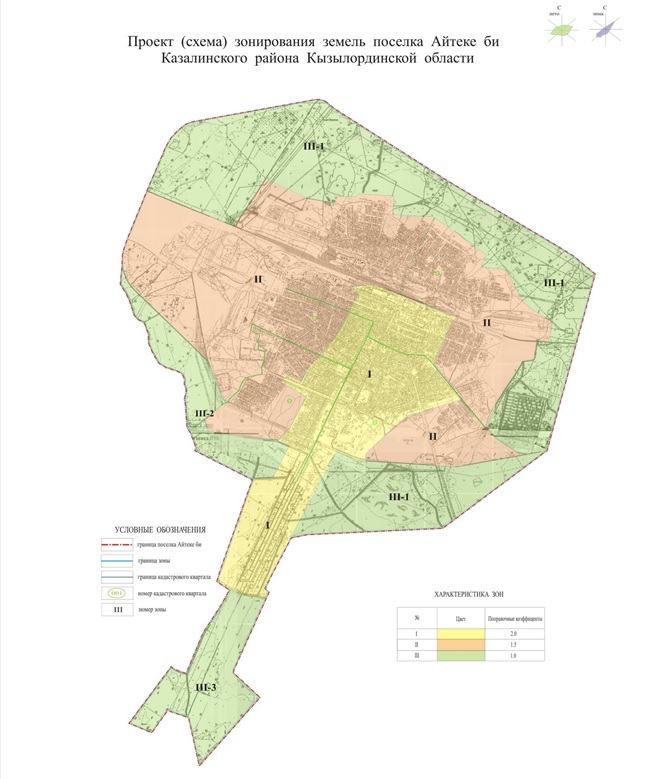 С
лето
С
зима
Проект (схема) зонирования земель поселка Айтеке би
Казалинского района Кызылординской области
III-1
III-1
II
II
I
III-2
II
III-1
I
III-3
УСЛОВНЫЕ ОБОЗНАЧЕНИЯ
граница поселка Айтеке би
граница зоны
граница кадастрового квартала
номер кадастрового квартала
III номер зоны
ХАРАКТЕРИСТИКА ЗОН
№ Цвет Поправочные коэффициенты
I 2.0
II 1.5
III 1.0